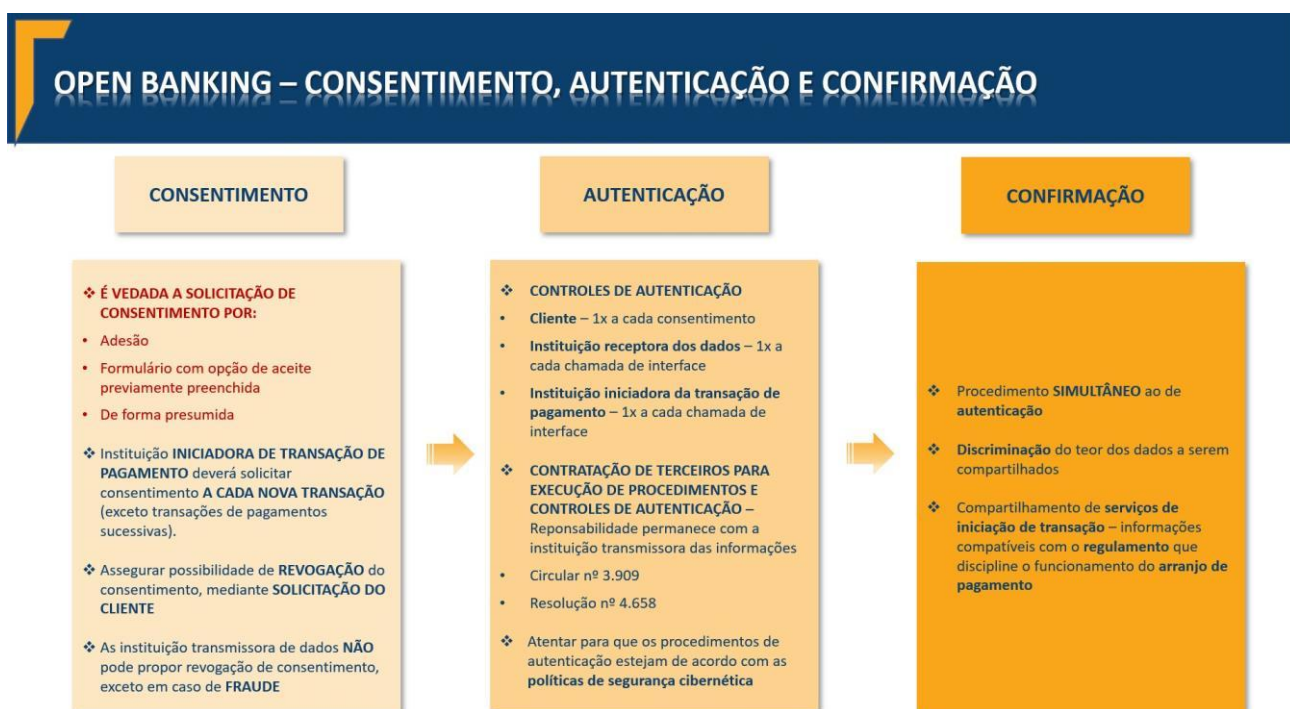 OPEN BANKING – CONSENTIMENTO, AUTENTICAÇÃO E CONFIRMAÇÃO
CONSENTIMENTO
❖ É VEDADA A SOLICITAÇÃO DE
CONSENTIMENTO POR:
• Adesão
• Formulário com opção de aceite
previamente preenchida
• De forma presumida
❖ Instituição INICIADORA DE TRANSAÇÃO DE
PAGAMENTO deverá solicitar
consentimento A CADA NOVA TRANSAÇÃO
(exceto transações de pagamentos
sucessivas).
❖ Assegurar possibilidade de REVOGAÇÃO do
consentimento, mediante SOLICITAÇÃO DO
CLIENTE
❖ As instituição transmissora de dados NÃO
pode propor revogação de consentimento,
exceto em caso de FRAUDE
AUTENTICAÇÃO
❖ CONTROLES DE AUTENTICAÇÃO
• Cliente – 1x a cada consentimento
• Instituição receptora dos dados – 1x a
cada chamada de interface
• Instituição iniciadora da transação de
pagamento – 1x a cada chamada de
interface
❖ CONTRATAÇÃO DE TERCEIROS PARA
EXECUÇÃO DE PROCEDIMENTOS E
CONTROLES DE AUTENTICAÇÃO –
Reponsabilidade permanece com a
instituição transmissora das informações
• Circular nº 3.909
• Resolução nº 4.658
❖ Atentar para que os procedimentos de
autenticação estejam de acordo com as
políticas de segurança cibernética
CONFIRMAÇÃO
❖ Procedimento SIMULTÂNEO ao de
autenticação
❖ Discriminação do teor dos dados a serem
compartilhados
❖ Compartilhamento de serviços de
iniciação de transação – informações
compatíveis com o regulamento que
discipline o funcionamento do arranjo de
pagamento